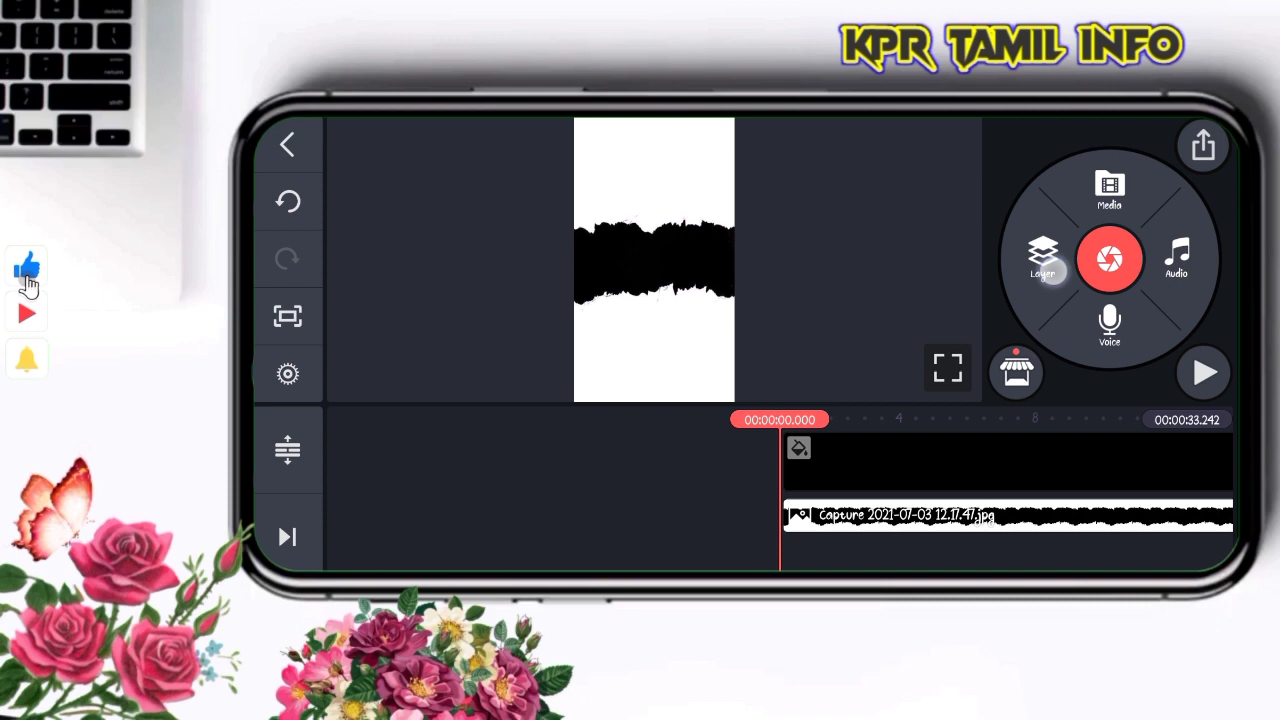 KPR TAMIL INFO
Media
Layer
Audio
Voice
00:00:00.000
4
8
00:00:33.242
Capture 2021-07-03 12.17.47.jpg